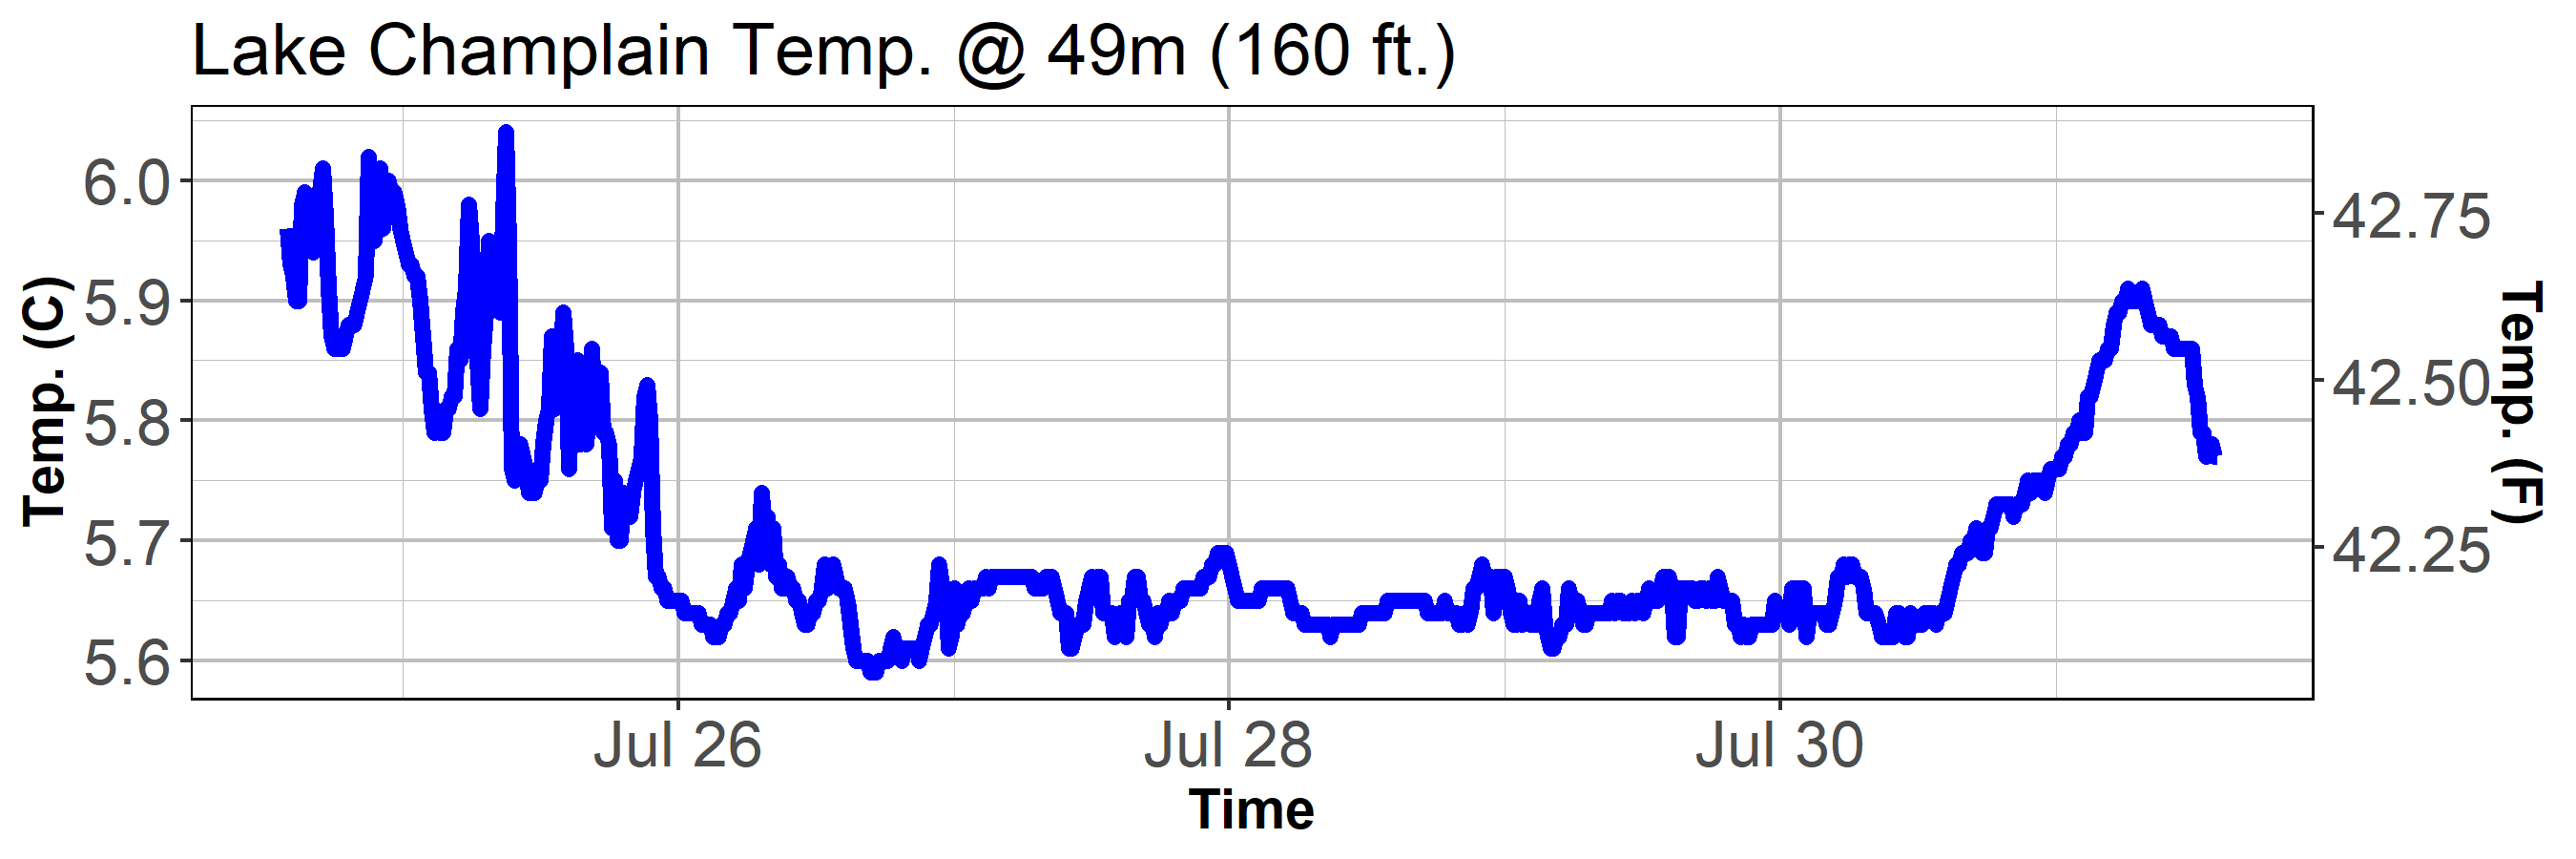 Lake Champlain Temp. @ 49m (160 ft.)
Temp. (C)
6.0
5.9
5.8
5.7
5.6
42.75
42.50
42.25
Temp. (F)
Jul 26 Jul 28 Jul 30
Time